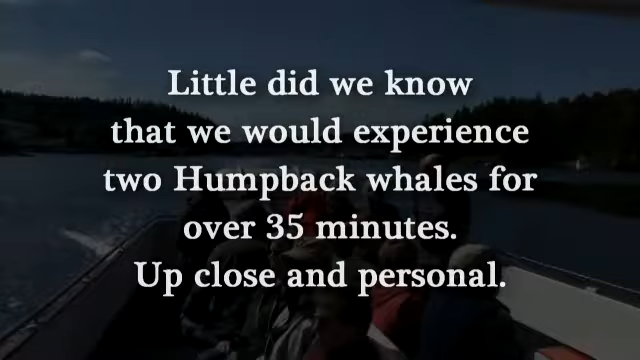 Little did we know
that we would experience
two Humpback whales for
over 35 minutes.
Up close and personal.